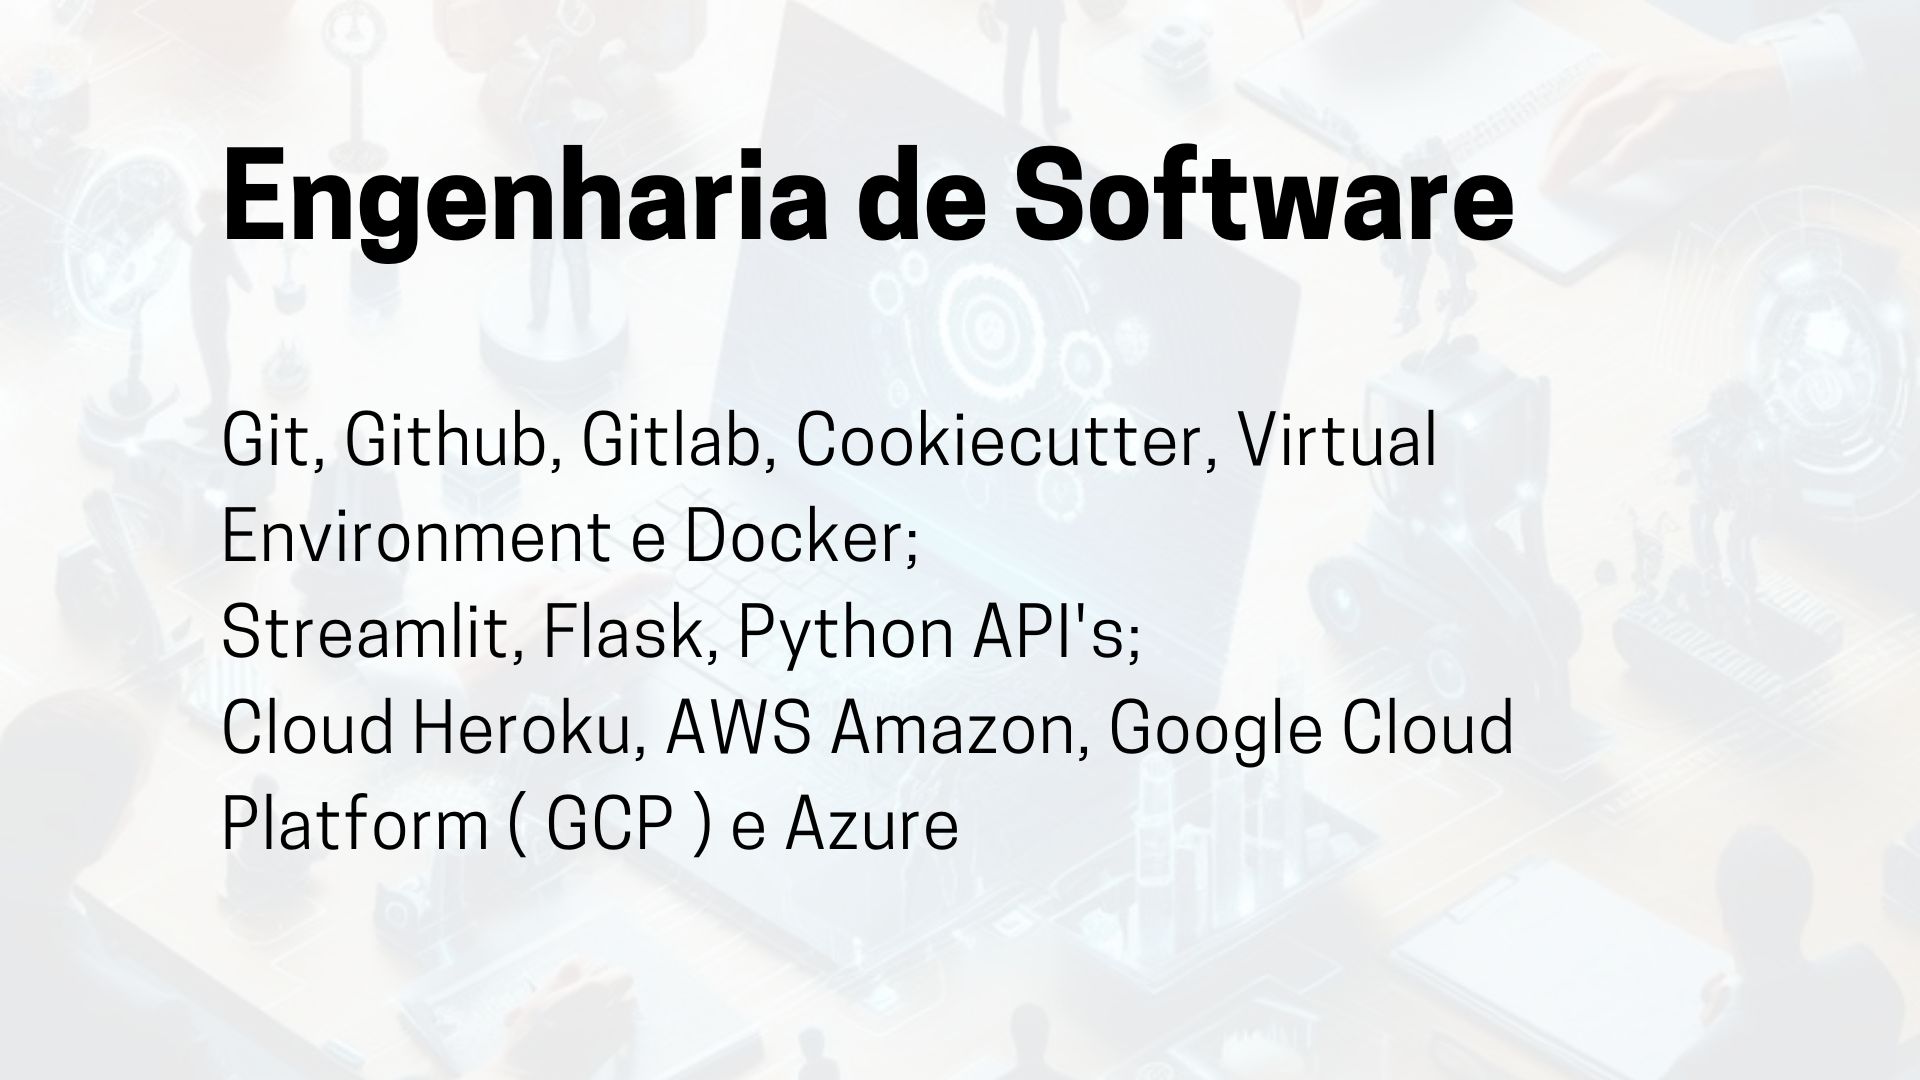 Engenharia de Software
Git, Github, Gitlab, Cookiecutter, Virtual
Environment e Docker;
Streamlit, Flask, Python API's;
Cloud Heroku, AWS Amazon, Google Cloud
Platform ( GCP ) e Azure